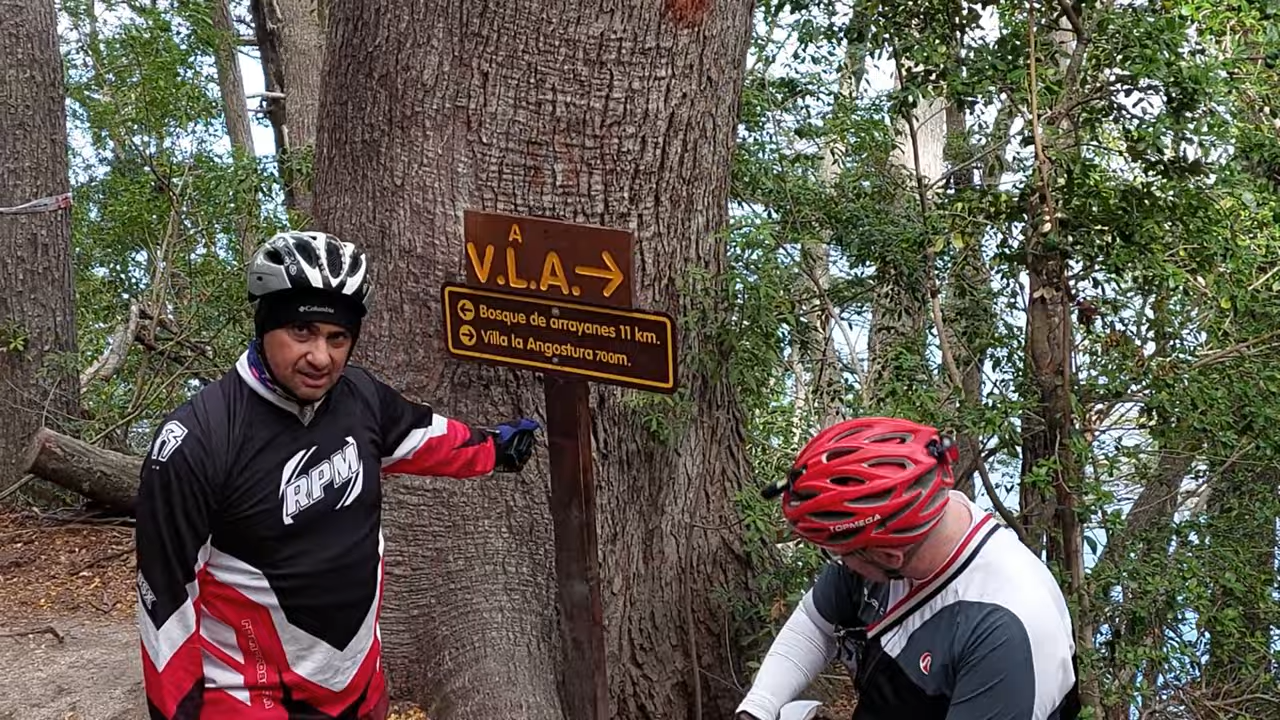 A
V.L.A. →
Bosque de arrayanes 11 km.
Villa la Angostura 700m.
Columbia
RPM
TOPMEGA